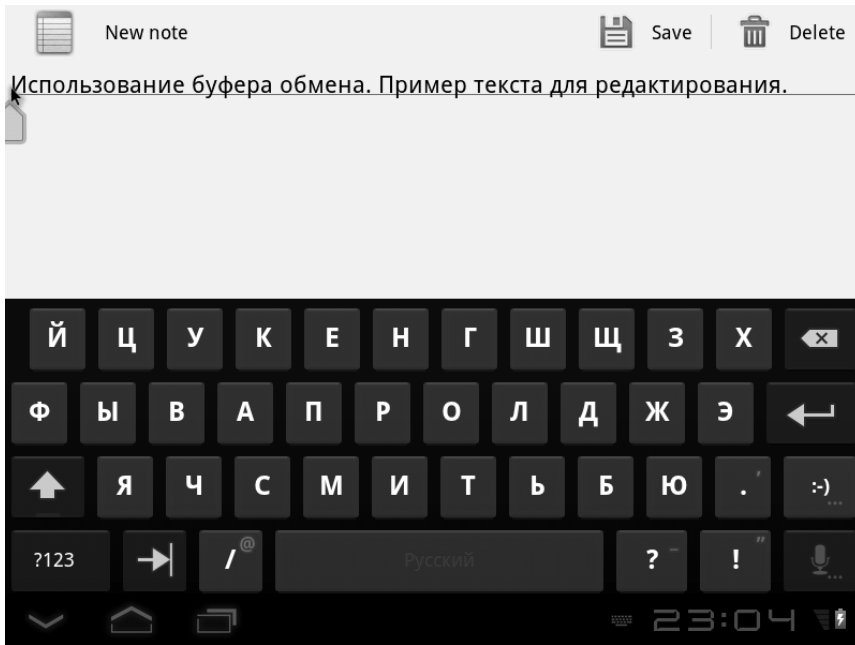 New note Save Delete
Использование буфера обмена. Пример текста для редактирования.
Й Ц У К Е Н Г Ш Щ З Х
Ф Ы В А П Р О Л Д Ж Э
Я Ч С М И Т Ь Б Ю . ' :-) ...
?123 / @ Русский ? _ ! " ...
23:04